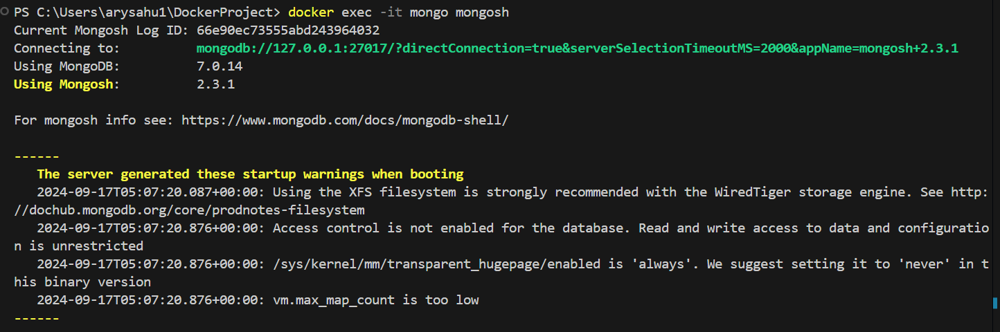 PS C:\Users\arysahu1\DockerProject> docker exec -it mongo mongosh
Current Mongosh Log ID: 66e90ec73555abd243964032
Connecting to:          mongodb://127.0.0.1:27017/?directConnection=true&serverSelectionTimeoutMS=2000&appName=mongosh+2.3.1
Using MongoDB:          7.0.14
Using Mongosh:          2.3.1
For mongosh info see: https://www.mongodb.com/docs/mongodb-shell/
------
   The server generated these startup warnings when booting
   2024-09-17T05:07:20.087+00:00: Using the XFS filesystem is strongly recommended with the WiredTiger storage engine. See http:
//dochub.mongodb.org/core/prodnotes-filesystem
   2024-09-17T05:07:20.876+00:00: Access control is not enabled for the database. Read and write access to data and configuratio
n is unrestricted
   2024-09-17T05:07:20.876+00:00: /sys/kernel/mm/transparent_hugepage/enabled is 'always'. We suggest setting it to 'never' in t
his binary version
   2024-09-17T05:07:20.876+00:00: vm.max_map_count is too low
------